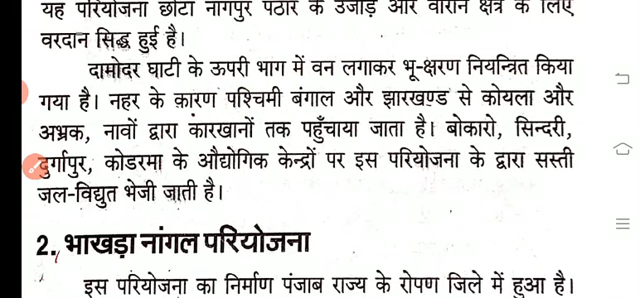 यह परियोजना छोटा नागपुर पठार के उजाड़ और वीरान क्षेत्र के लिए
वरदान सिद्ध हुई है।
दामोदर घाटी के ऊपरी भाग में वन लगाकर भू-क्षरण नियन्त्रित किया
गया है। नहर के कारण पश्चिमी बंगाल और झारखण्ड से कोयला और
अभ्रक, नावों द्वारा कारखानों तक पहुँचाया जाता है। बोकारो, सिन्दरी,
दुर्गापुर, कोडरमा के औद्योगिक केन्द्रों पर इस परियोजना के द्वारा सस्ती
जल-विद्युत भेजी जाती है।
2. भाखड़ा नांगल परियोजना
इस परियोजना का निर्माण पंजाब राज्य के रोपण जिले में हुआ है।